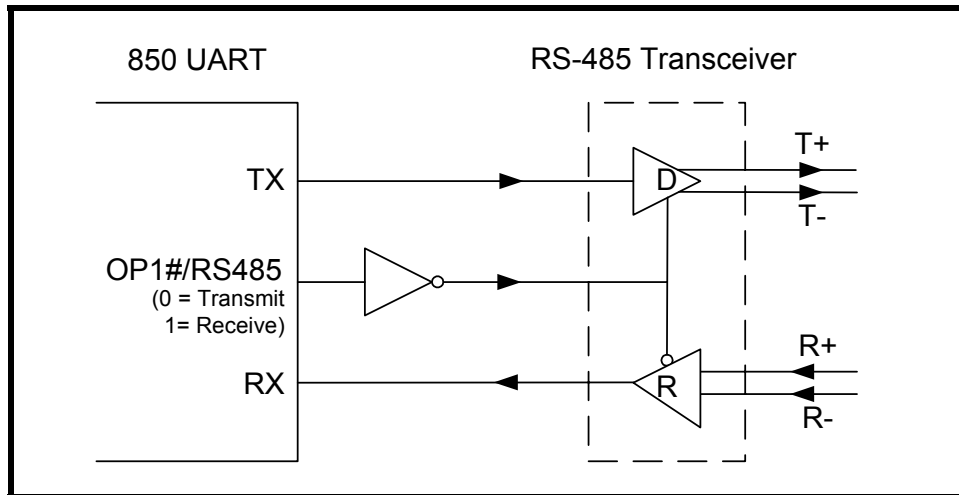 850 UART
RS-485 Transceiver
TX
D
T+
T-
OP1#/RS485
(0 = Transmit
1= Receive)
RX
R
R+
R-